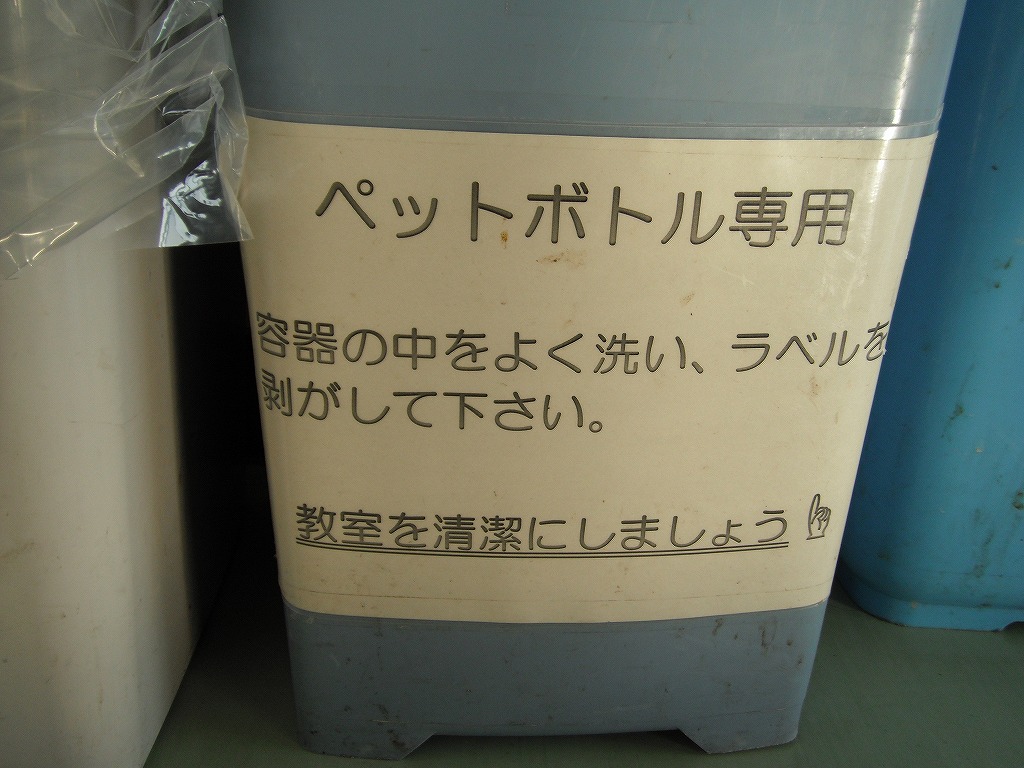 ペットボトル専用
容器の中をよく洗い、ラベルを
剥がして下さい。
教室を清潔にしましょう